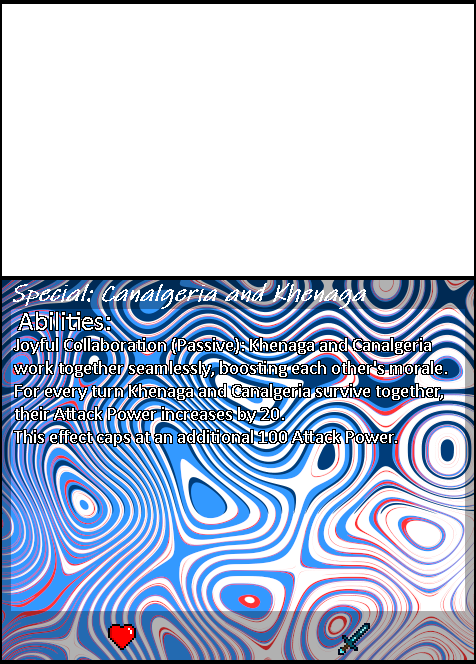 Special: Canalgeria and Khenaga
Abilities:
Joyful Collaboration (Passive): Khenaga and Canalgeria
work together seamlessly, boosting each other's morale.
For every turn Khenaga and Canalgeria survive together,
their Attack Power increases by 20.
This effect caps at an additional 100 Attack Power.